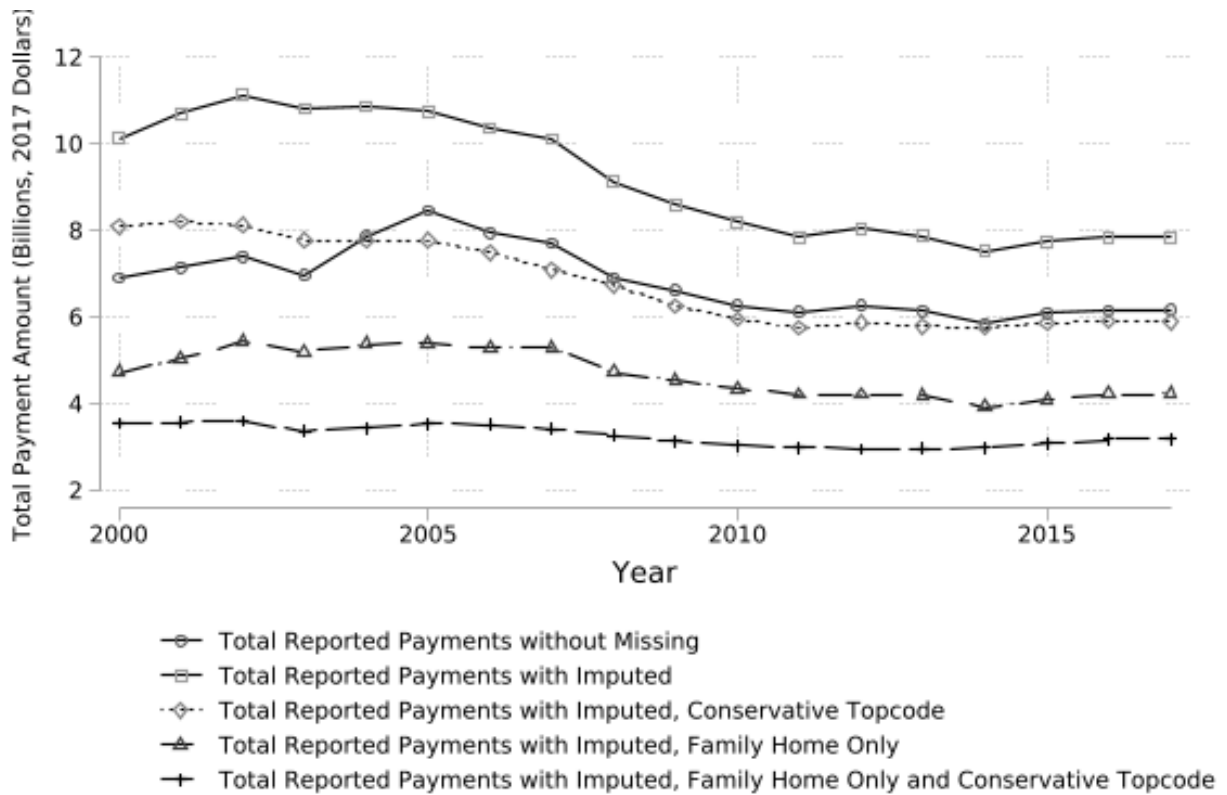 Total Payment Amount (Billions, 2017 Dollars)
12
10
8
6
4
2
2000 2005 2010 2015
Year
Total Reported Payments without Missing
Total Reported Payments with Imputed
Total Reported Payments with Imputed, Conservative Topcode
Total Reported Payments with Imputed, Family Home Only
Total Reported Payments with Imputed, Family Home Only and Conservative Topcode